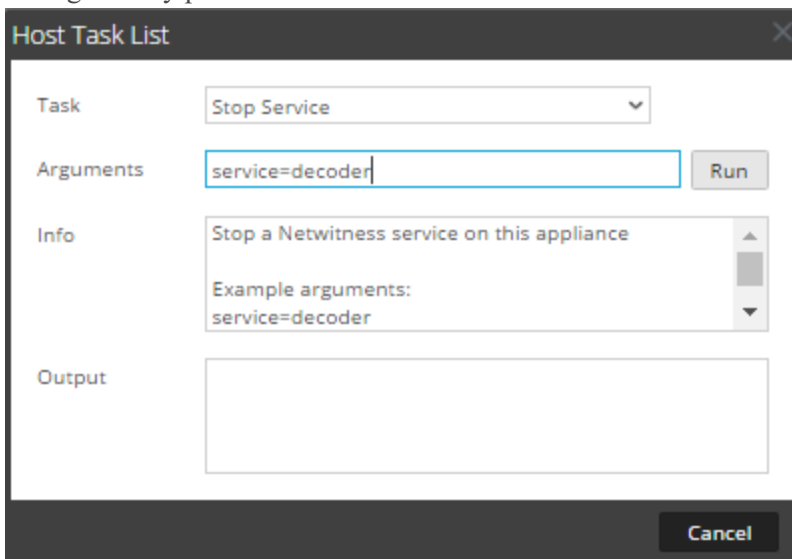 Host Task List
Task
Stop Service
Arguments
service=decoder
Run
Info
Stop a Netwitness service on this appliance
Example arguments:
service=decoder
Output
Cancel